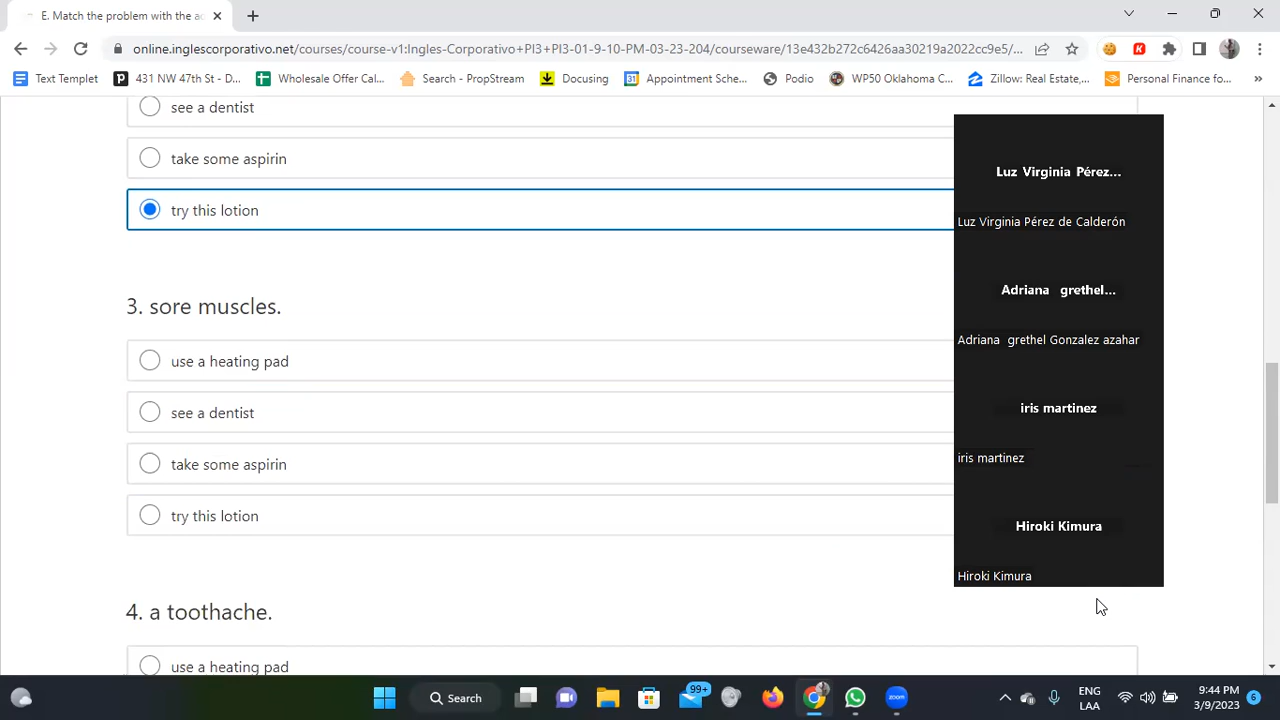 E. Match the problem with the ac
online.inglescorporativo.net/courses/course-v1:Ingles-Corporativo+PI3+PI3-01-9-10-PM-03-23-204/courseware/13e432b272c6426aa30219a2022cc9e5/...
Text Templet
431 NW 47th St - D...
Wholesale Offer Cal...
Search - PropStream
Docusing
Appointment Sche...
Podio
WP50 Oklahoma C...
Zillow: Real Estate,...
Personal Finance fo...
»
see a dentist
take some aspirin
try this lotion
3. sore muscles.
use a heating pad
see a dentist
take some aspirin
try this lotion
4. a toothache.
use a heating pad
Luz Virginia Pérez...
Luz Virginia Pérez de Calderón
Adriana grethel...
Adriana grethel Gonzalez azahar
iris martinez
iris martinez
Hiroki Kimura
Hiroki Kimura
Search
99+
zoom
ENG
LAA
9:44 PM
3/9/2023
6